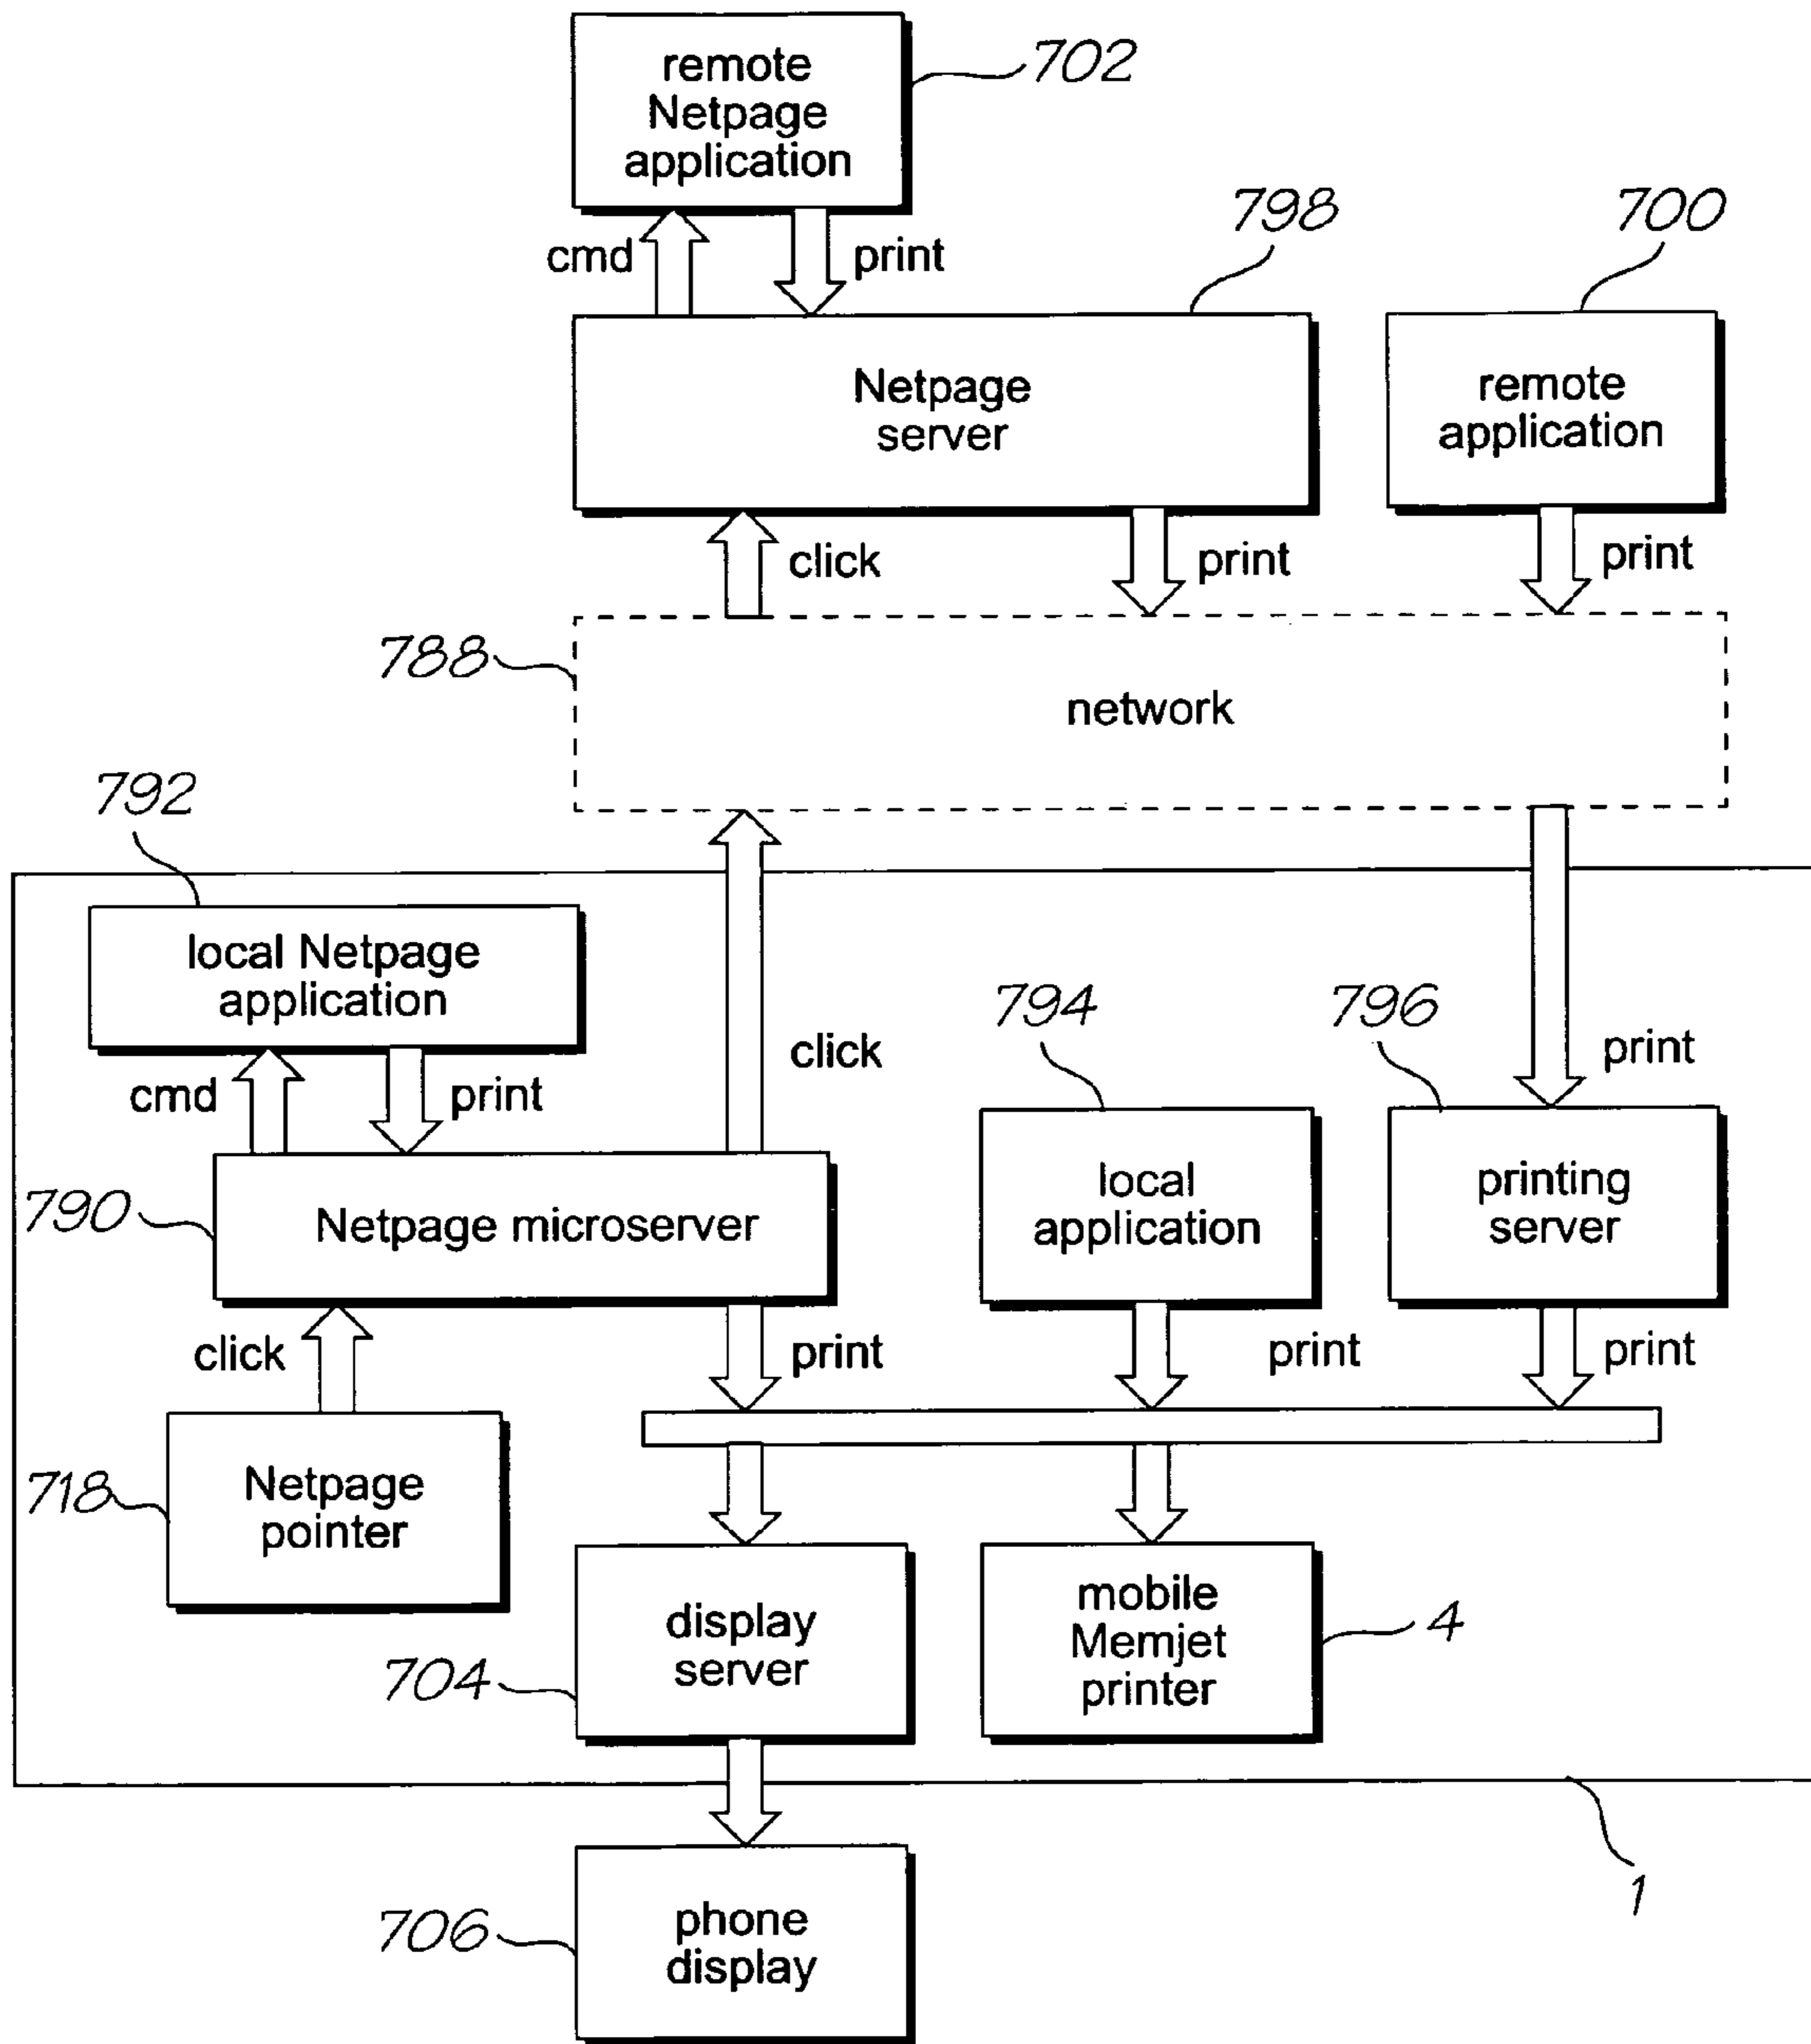 remote
Netpage
application
702
cmd
print
798
700
Netpage
server
remote
application
click
print
print
788
network
792
local Netpage
application
794
796
click
print
cmd
print
790
Netpage microserver
local
application
printing
server
click
print
print
print
718
Netpage
pointer
display
server
704
mobile
Memjet
printer
4
1
706
phone
display